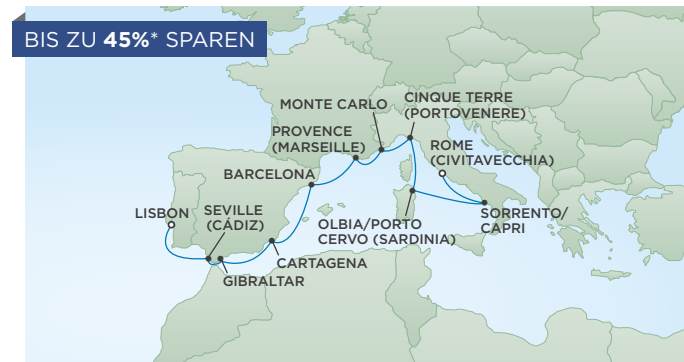 BIS ZU 45%* SPAREN
CINQUE TERRE
(PORTOVENERE)
MONTE CARLO
PROVENCE
(MARSEILLE)
ROME
(CIVITAVECCHIA)
BARCELONA
LISBON
SEVILLE
(CÁDIZ)
OLBIA/PORTO
CERVO (SARDINIA)
SORRENTO/
CAPRI
CARTAGENA
GIBRALTAR